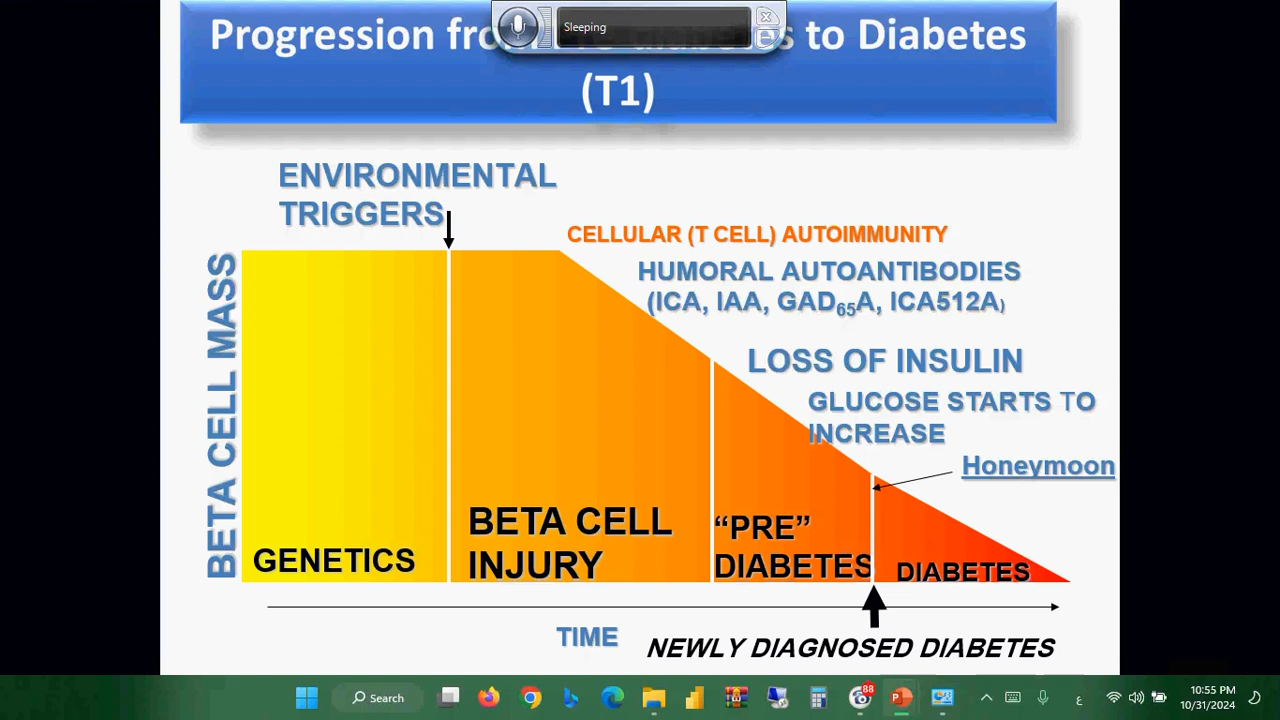 Sleeping
Progression to Diabetes
(T1)
ENVIRONMENTAL
TRIGGERS
CELLULAR (T CELL) AUTOIMMUNITY
HUMORAL AUTOANTIBODIES
(ICA, IAA, GAD65A, ICA512A)
LOSS OF INSULIN
GLUCOSE STARTS TO
INCREASE
Honeymoon
BETA CELL MASS
GENETICS
BETA CELL
INJURY
“PRE”
DIABETES
DIABETES
TIME
NEWLY DIAGNOSED DIABETES
Search
88
ع
10:55 PM
10/31/2024